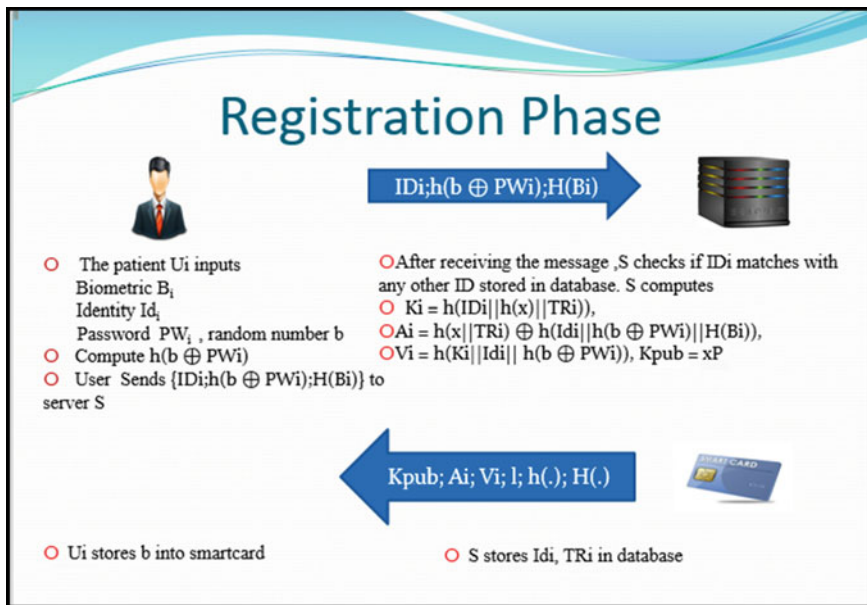 Registration Phase
IDi;h(b ⊕ PWi);H(Bi)
The patient Ui inputs
Biometric Bᵢ
Identity Idᵢ
Password PWᵢ , random number b
Compute h(b ⊕ PWi)
User Sends {IDi;h(b ⊕ PWi);H(Bi)} to
server S
After receiving the message ,S checks if IDi matches with
any other ID stored in database. S computes
Ki = h(IDi||h(x)||TRi)),
Ai = h(x||TRi) ⊕ h(Idi||h(b ⊕ PWi)||H(Bi)),
Vi = h(Ki||Idi|| h(b ⊕ PWi)), Kpub = xP
Kpub; Ai; Vi; l; h(.); H(.)
SMART CARD
Ui stores b into smartcard
S stores Idi, TRi in database